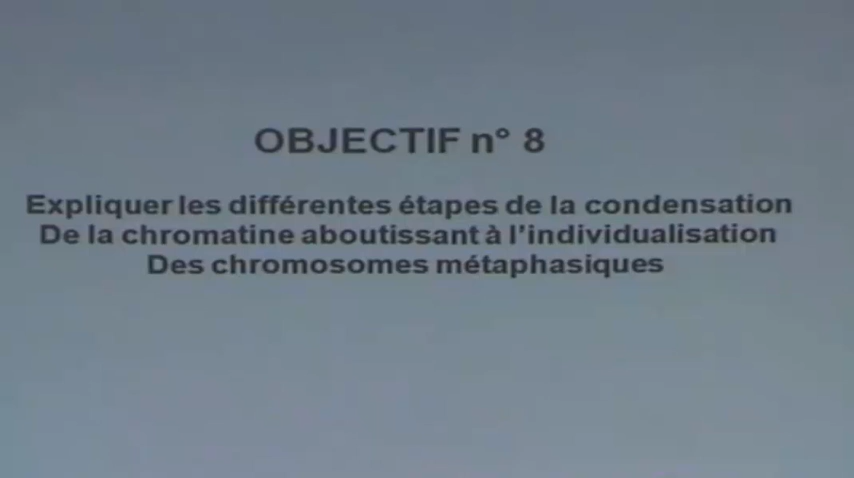 OBJECTIF n° 8
Expliquer les différentes étapes de la condensation
De la chromatine aboutissant à l'individualisation
Des chromosomes métaphasiques